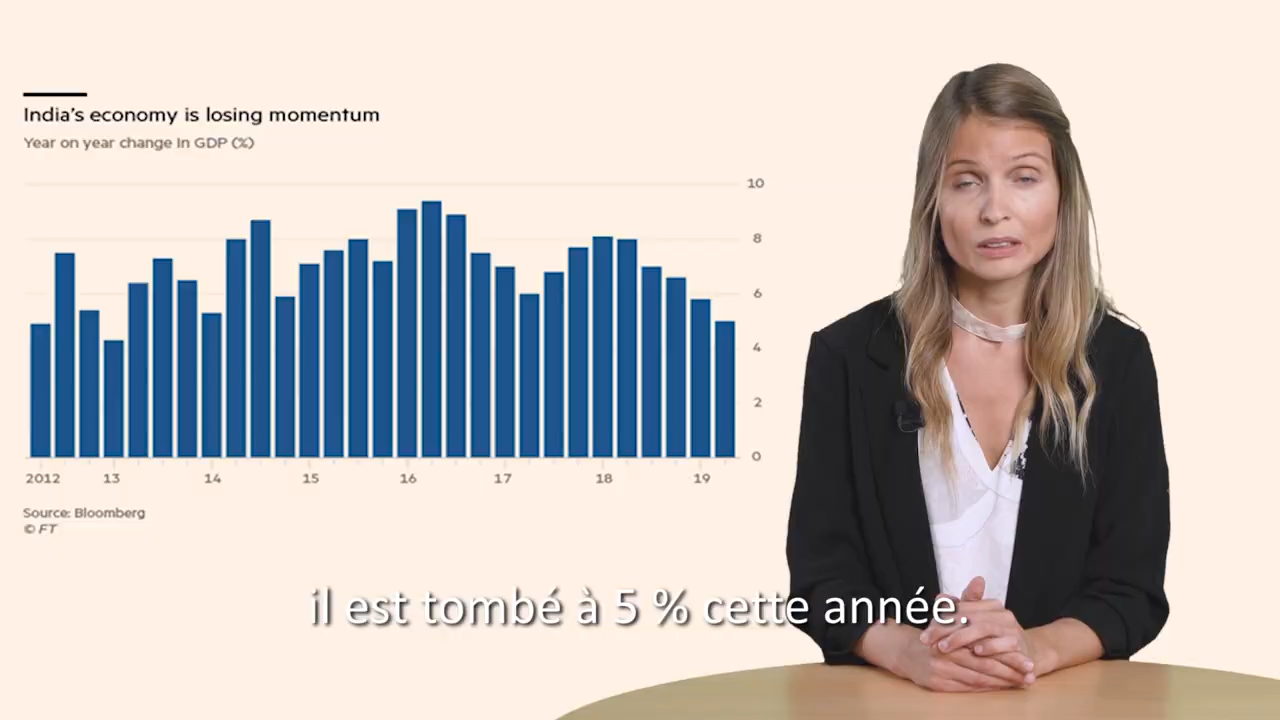 India's economy is losing momentum
Year on year change in GDP (%)
10
8
6
4
2
0
2012 13 14 15 16 17 18 19
Source: Bloomberg
© FT
il est tombé à 5 % cette année.